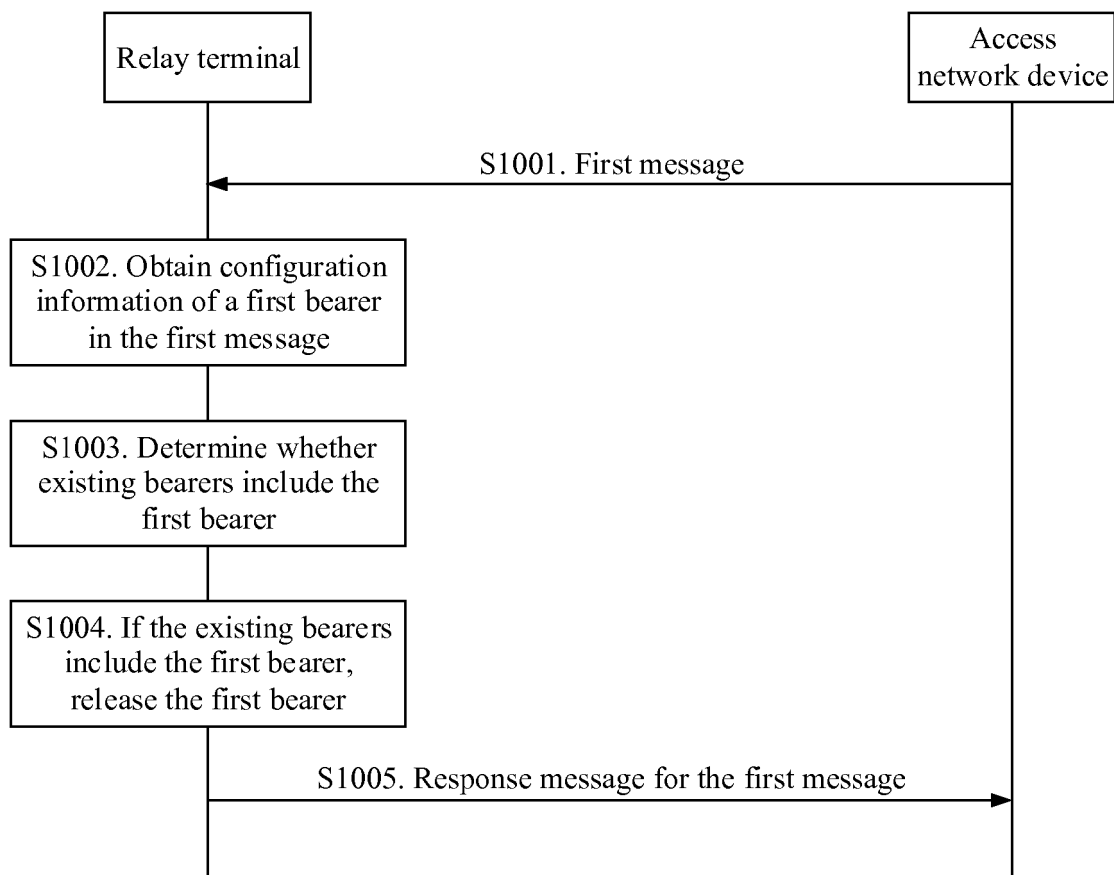 Relay terminal
Access
network device
S1001. First message
S1002. Obtain configuration
information of a first bearer
in the first message
S1003. Determine whether
existing bearers include the
first bearer
S1004. If the existing bearers
include the first bearer,
release the first bearer
S1005. Response message for the first message